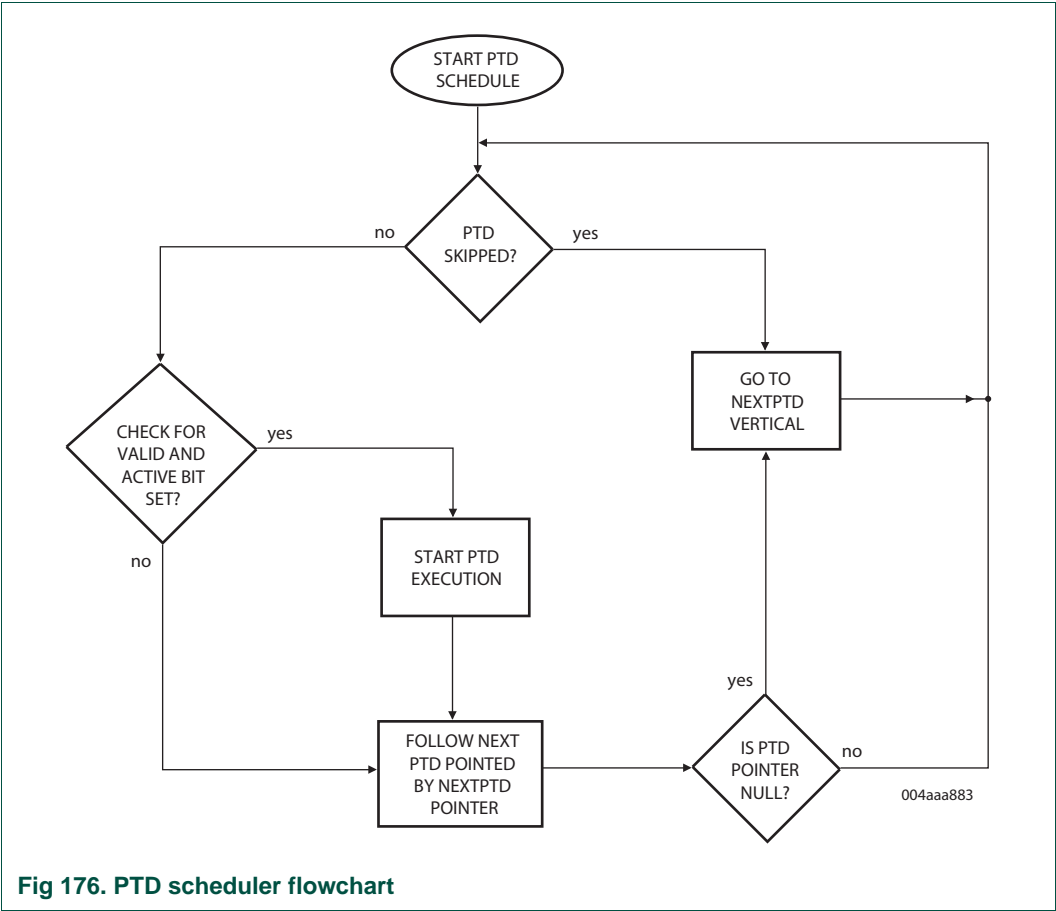 START PTD
SCHEDULE
no
PTD
SKIPPED?
yes
GO TO
NEXTPTD
VERTICAL
CHECK FOR
VALID AND
ACTIVE BIT
SET?
yes
no
START PTD
EXECUTION
FOLLOW NEXT
PTD POINTED
BY NEXTPTD
POINTER
yes
IS PTD
POINTER
NULL?
no
004aaa883
Fig 176. PTD scheduler flowchart